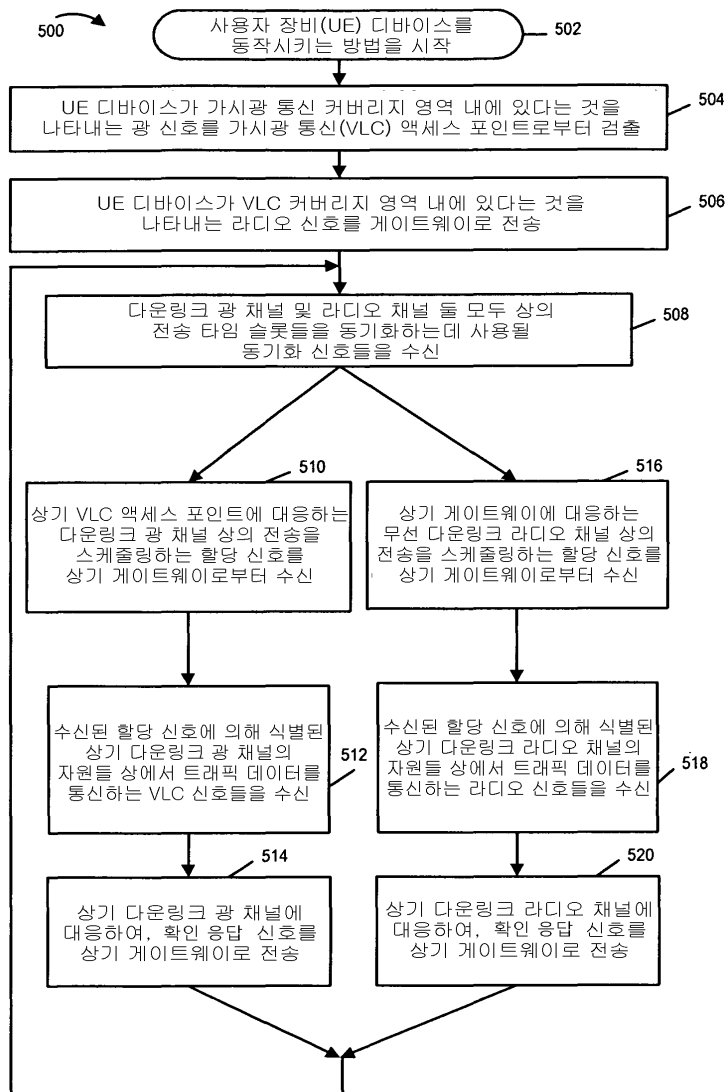 500
사용자 장비(UE) 디바이스를
동작시키는 방법을 시작
502
UE 디바이스가 가시광 통신 커버리지 영역 내에 있다는 것을
나타내는 광 신호를 가시광 통신(VLC) 액세스 포인트로부터 검출
504
UE 디바이스가 VLC 커버리지 영역 내에 있다는 것을
나타내는 라디오 신호를 게이트웨이로 전송
506
다운링크 광 채널 및 라디오 채널 둘 모두 상의
전송 타임 슬롯들을 동기화하는데 사용될
동기화 신호들을 수신
508
510
상기 VLC 액세스 포인트에 대응하는
다운링크 광 채널 상의 전송을
스케줄링하는 할당 신호를
상기 게이트웨이로부터 수신
516
상기 게이트웨이에 대응하는
무선 다운링크 라디오 채널 상의
전송을 스케줄링하는 할당 신호를
상기 게이트웨이로부터 수신
수신된 할당 신호에 의해 식별된
상기 다운링크 광 채널의
자원들 상에서 트래픽 데이터를
통신하는 VLC 신호들을 수신
512
수신된 할당 신호에 의해 식별된
상기 다운링크 라디오 채널의
자원들 상에서 트래픽 데이터를
통신하는 라디오 신호들을 수신
518
514
상기 다운링크 광 채널에
대응하여, 확인 응답 신호를
상기 게이트웨이로 전송
520
상기 다운링크 라디오 채널에
대응하여, 확인 응답 신호를
상기 게이트웨이로 전송